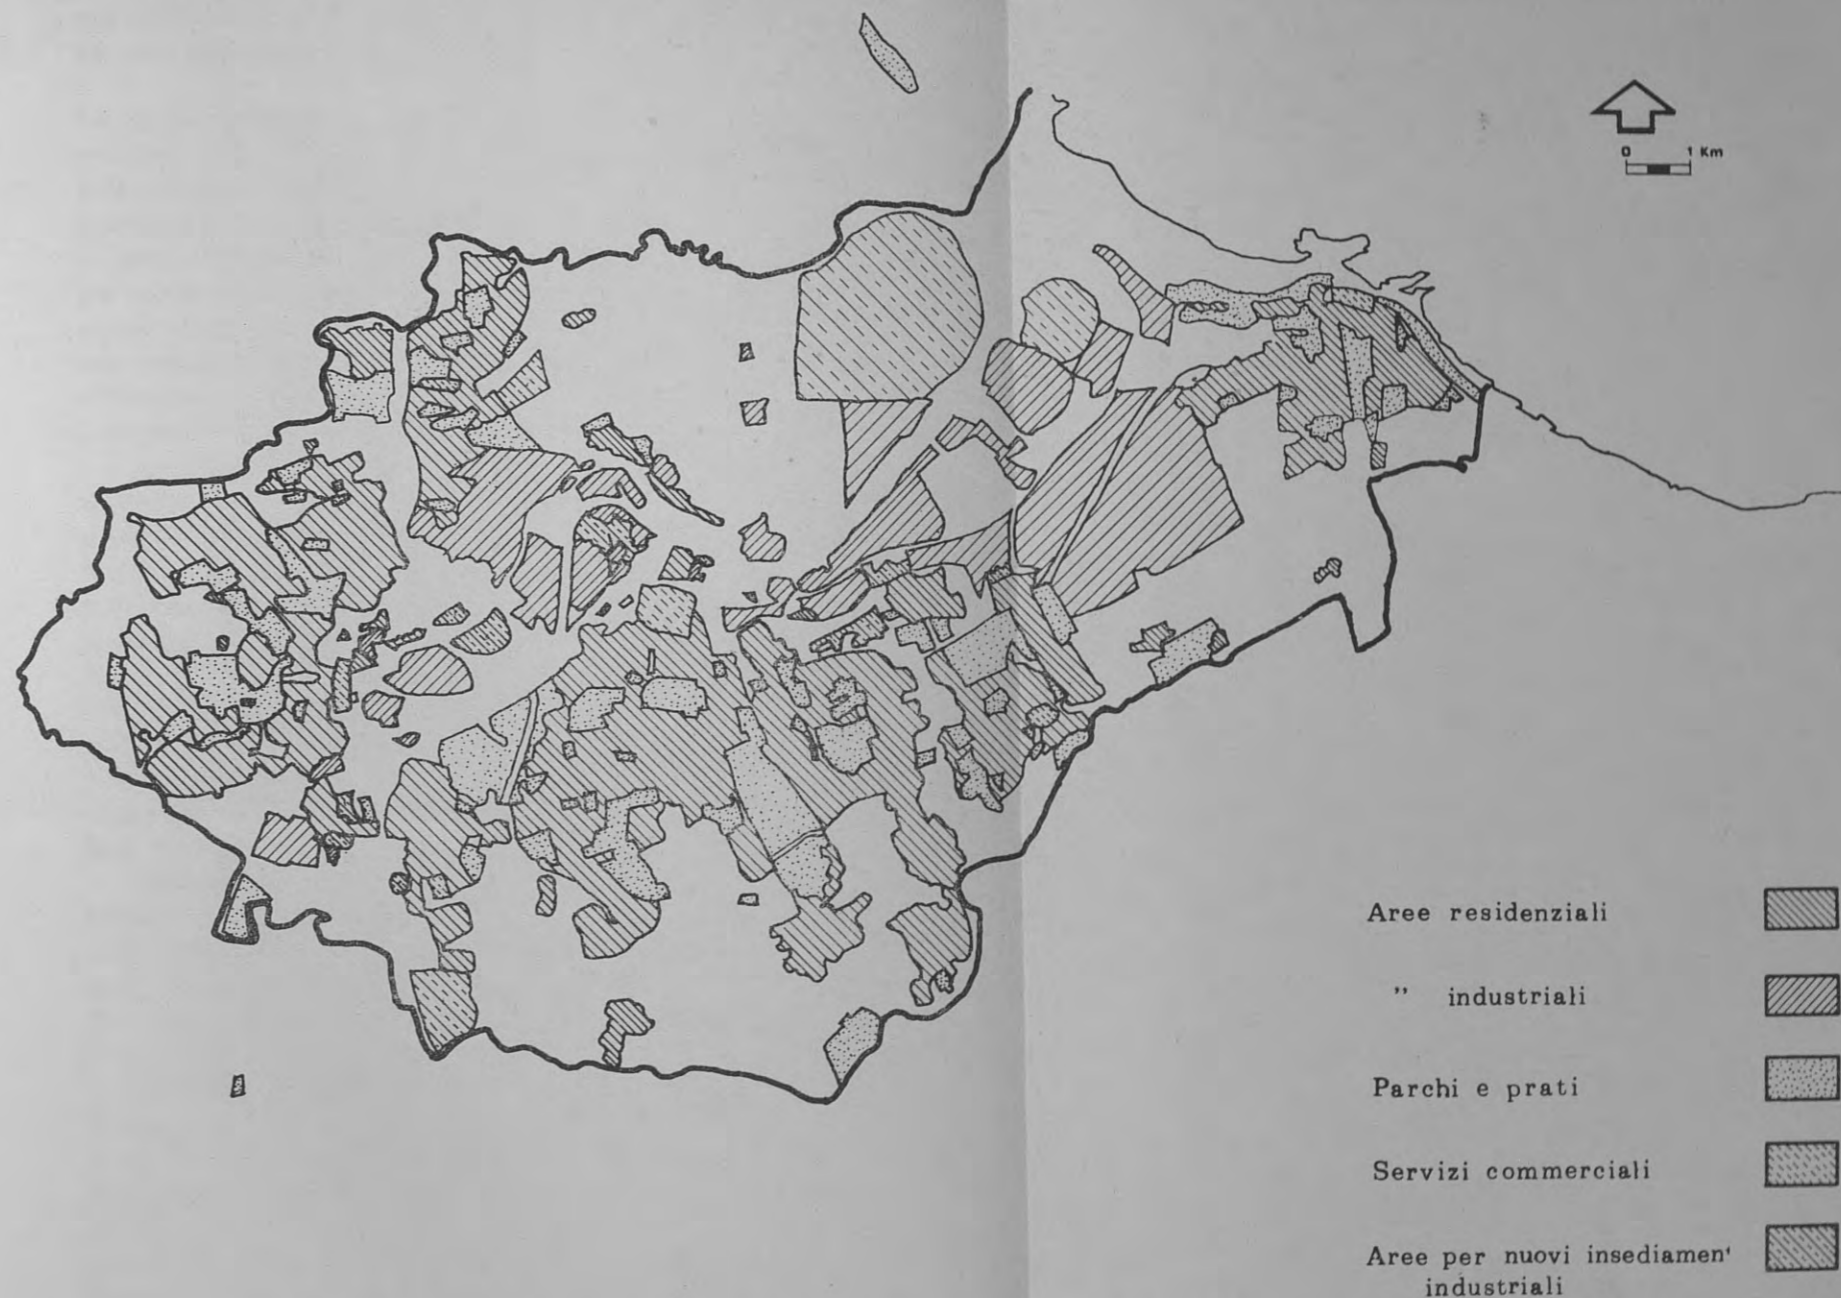 0 1 Km
Aree residenziali
" industriali
Parchi e prati
Servizi commerciali
Aree per nuovi insediamen
industriali